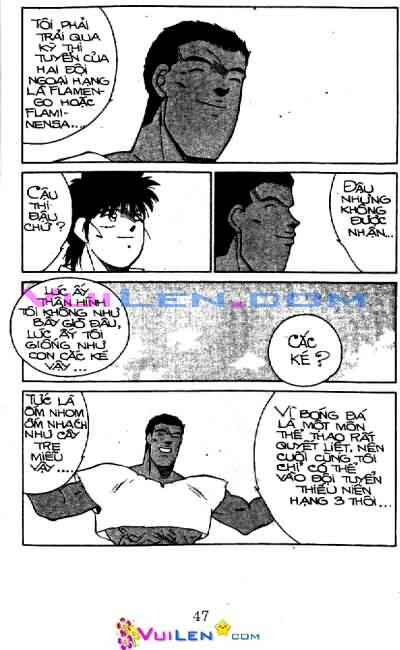 TÔI PHẢI
TRẢI QUA
KỲ THI
TUYỂN CỦA
HAI ĐỘI
NGOẠI HẠNG
LÀ FLAMEN-
GO HOẶC
FLAMI-
NENSA....
CẬU
THI
ĐẬU
CHỨ?
ĐẬU
NHƯNG
KHÔNG
ĐƯỢC
NHẬN...
LÚC ẤY
THÂN HÌNH
TÔI KHÔNG NHƯ
BÂY GIỜ ĐÂU,
LÚC ẤY TÔI
GIỐNG NHƯ
CON CẮC KÉ
VẬY...
CẮC
KÉ?
VUILEN.COM
TỨC LÀ
ỐM NHOM
ỐM NHÁCH
NHƯ CÂY
TRE
MIỄU
VẬY....
VÌ BÓNG ĐÁ
LÀ MỘT MÔN
THỂ THAO RẤT
QUYẾT LIỆT, NÊN
CUỐI CÙNG TÔI
CHỈ CÓ THỂ
VÀO ĐỘI TUYỂN
THIẾU NIÊN
HẠNG 3 THÔI...
47
VUILEN.COM